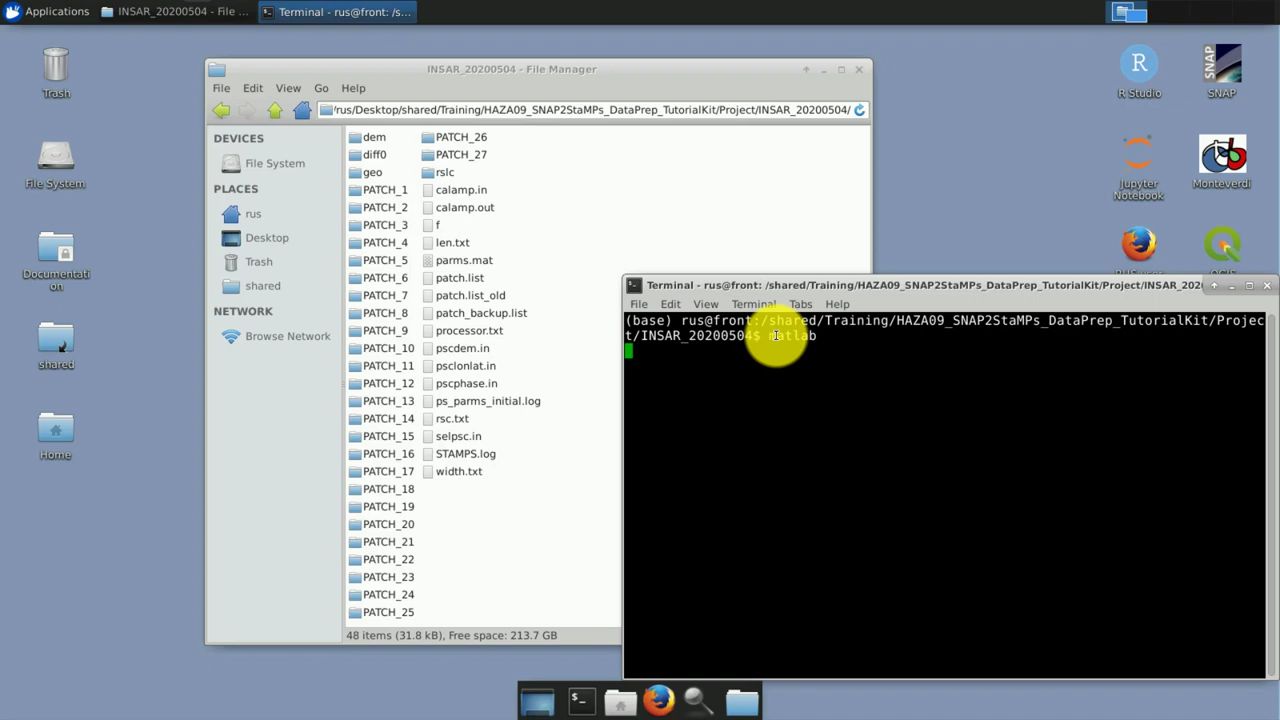 Applications
INSAR_20200504 - File ...
Terminal - rus@front: /s...
Trash
File System
Documentati
on
shared
Home
INSAR_20200504 - File Manager
File Edit View Go Help
/rus/Desktop/shared/Training/HAZA09_SNAP2StaMPs_DataPrep_TutorialKit/Project/INSAR_20200504/
DEVICES
File System
PLACES
rus
Desktop
Trash
shared
NETWORK
Browse Network
dem
diff0
geo
PATCH_1
PATCH_2
PATCH_3
PATCH_4
PATCH_5
PATCH_6
PATCH_7
PATCH_8
PATCH_9
PATCH_10
PATCH_11
PATCH_12
PATCH_13
PATCH_14
PATCH_15
PATCH_16
PATCH_17
PATCH_18
PATCH_19
PATCH_20
PATCH_21
PATCH_22
PATCH_23
PATCH_24
PATCH_25
PATCH_26
PATCH_27
rslc
calamp.in
calamp.out
f
len.txt
parms.mat
patch.list
patch.list_old
patch_backup.list
processor.txt
pscdem.in
psclonlat.in
pscphase.in
ps_parms_initial.log
rsc.txt
selpsc.in
STAMPS.log
width.txt
48 items (31.8 kB), Free space: 213.7 GB
R Studio
SNAP
Jupyter
Notebook
Monteverdi
Terminal - rus@front: /shared/Training/HAZA09_SNAP2StaMPs_DataPrep_TutorialKit/Project/INSAR_202
File Edit View Terminal Tabs Help
(base) rus@front:/shared/Training/HAZA09_SNAP2StaMPs_DataPrep_TutorialKit/Projec
t/INSAR_20200504$ matlab